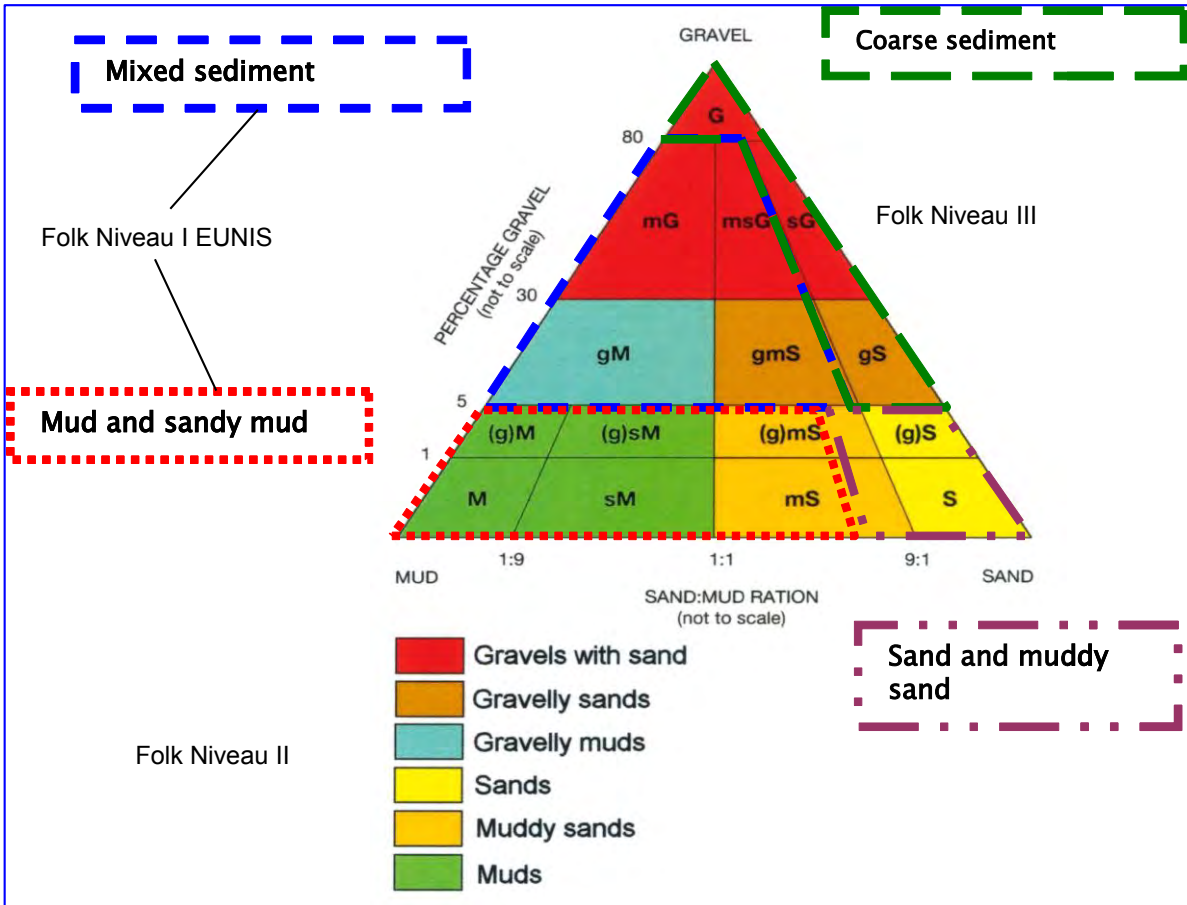 GRAVEL
Coarse sediment
Mixed sediment
G
80
PERCENTAGE GRAVEL
(not to scale)
mG
msG
sG
Folk Niveau III
Folk Niveau I EUNIS
30
gM
gmS
gS
5
Mud and sandy mud
(g)M
(g)sM
(g)mS
(g)S
1
M
sM
mS
S
1:9
1:1
9:1
MUD
SAND
SAND:MUD RATION
(not to scale)
Gravels with sand
Gravelly sands
Gravelly muds
Sands
Muddy sands
Muds
Sand and muddy
sand
Folk Niveau II